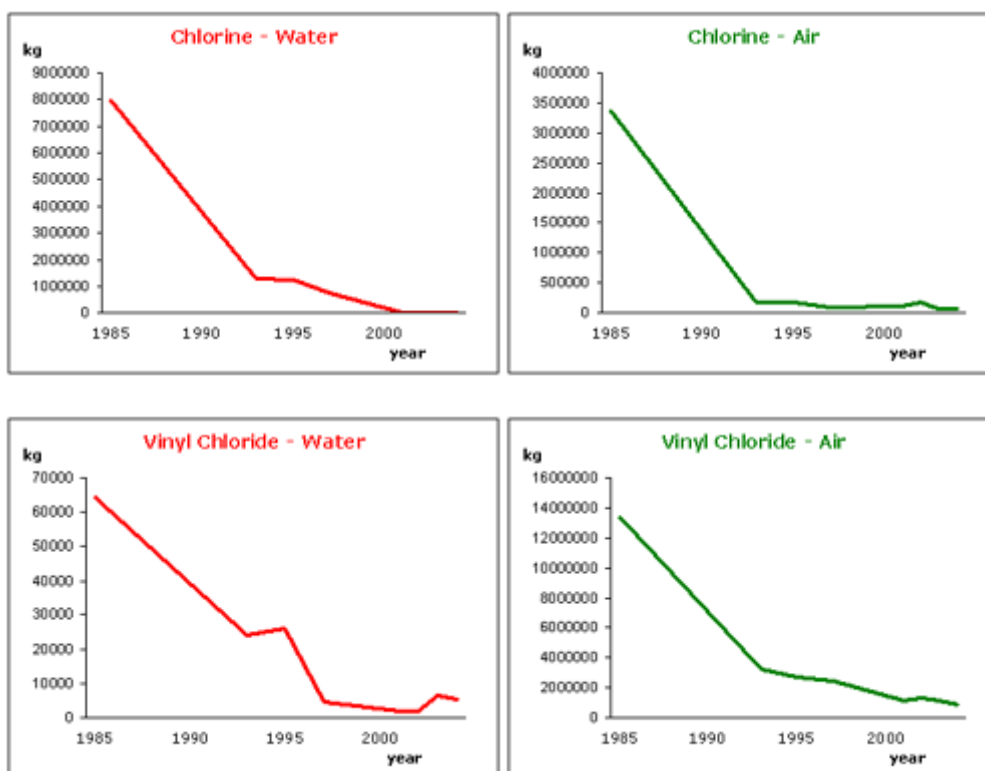 Chlorine - Water
kg
9000000
8000000
7000000
6000000
5000000
4000000
3000000
2000000
1000000
0
1985 1990 1995 2000
year
Chlorine - Air
kg
4000000
3500000
3000000
2500000
2000000
1500000
1000000
500000
0
1985 1990 1995 2000
year
Vinyl Chloride - Water
kg
70000
60000
50000
40000
30000
20000
10000
0
1985 1990 1995 2000
year
Vinyl Chloride - Air
kg
16000000
14000000
12000000
10000000
8000000
6000000
4000000
2000000
0
1985 1990 1995 2000
year